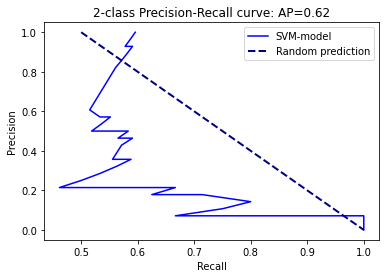 2-class Precision-Recall curve: AP=0.62
SVM-model
Random prediction
Precision
1.0
0.8
0.6
0.4
0.2
0.0
0.5
0.6
0.7
0.8
0.9
1.0
Recall